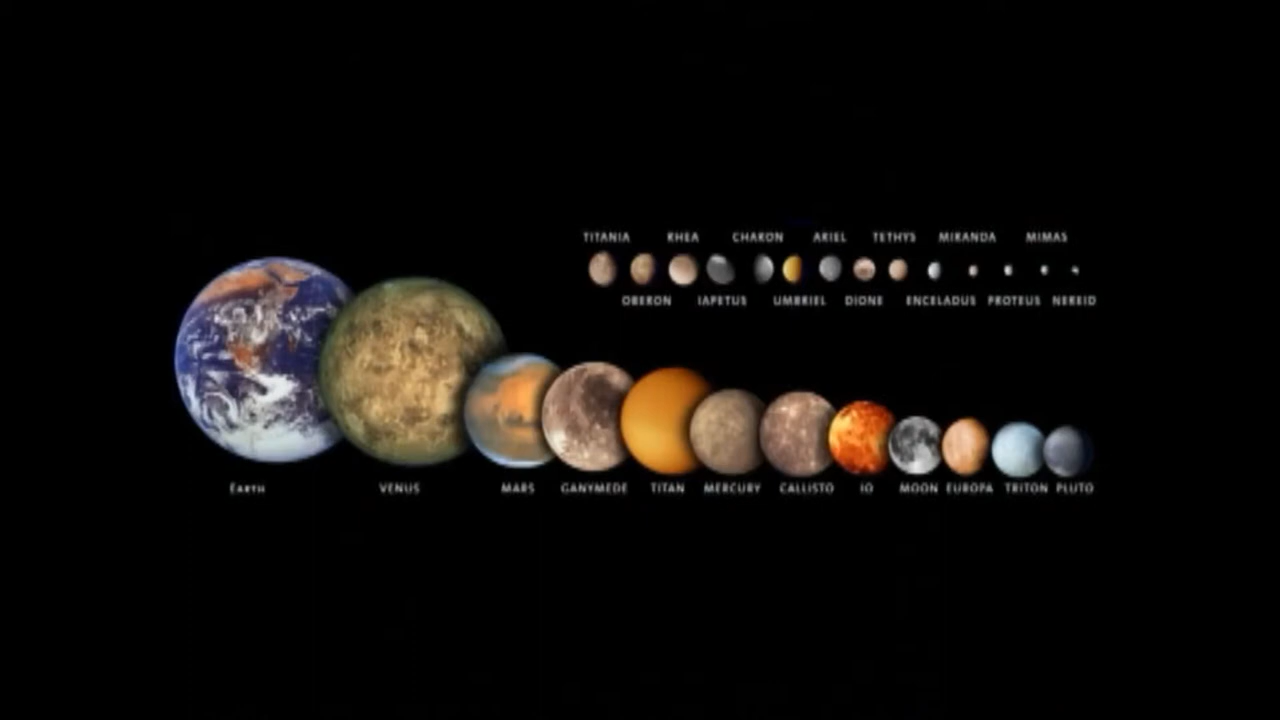 TITANIA RHEA CHARON ARIEL TETHYS MIRANDA MIMAS
OBERON IAPETUS UMBRIEL DIONE ENCELADUS PROTEUS NEREID
EARTH VENUS MARS GANYMEDE TITAN MERCURY CALLISTO IO MOON EUROPA TRITON PLUTO